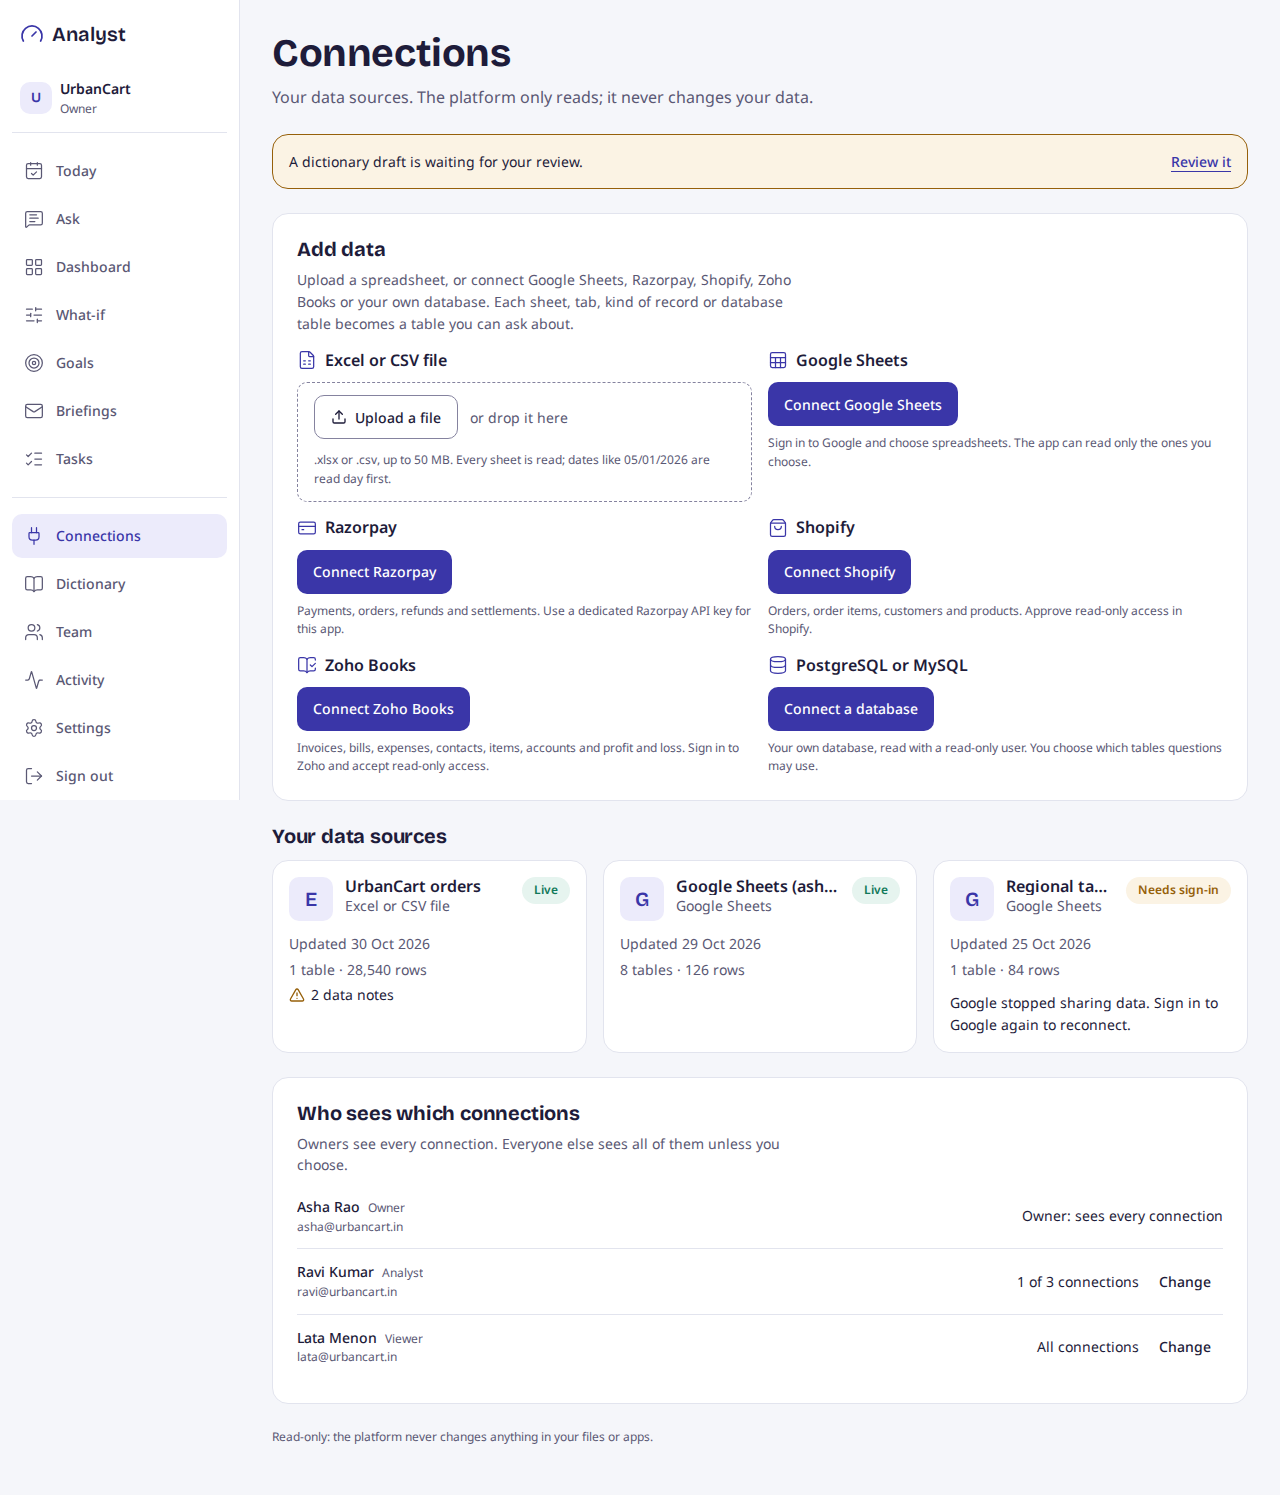 Analyst
U
UrbanCart
Owner
Today
Ask
Dashboard
What-if
Goals
Briefings
Tasks
Connections
Dictionary
Team
Activity
Settings
Sign out
Connections
Your data sources. The platform only reads; it never changes your data.
A dictionary draft is waiting for your review.
Review it
Add data
Upload a spreadsheet, or connect Google Sheets, Razorpay, Shopify, Zoho
Books or your own database. Each sheet, tab, kind of record or database
table becomes a table you can ask about.
Excel or CSV file
Upload a file
or drop it here
.xlsx or .csv, up to 50 MB. Every sheet is read; dates like 05/01/2026 are
read day first.
Google Sheets
Connect Google Sheets
Sign in to Google and choose spreadsheets. The app can read only the ones you
choose.
Razorpay
Connect Razorpay
Payments, orders, refunds and settlements. Use a dedicated Razorpay API key for
this app.
Shopify
Connect Shopify
Orders, order items, customers and products. Approve read-only access in
Shopify.
Zoho Books
Connect Zoho Books
Invoices, bills, expenses, contacts, items, accounts and profit and loss. Sign in to
Zoho and accept read-only access.
PostgreSQL or MySQL
Connect a database
Your own database, read with a read-only user. You choose which tables questions
may use.
Your data sources
E
UrbanCart orders
Excel or CSV file
Live
Updated 30 Oct 2026
1 table · 28,540 rows
2 data notes
G
Google Sheets (ash...
Google Sheets
Live
Updated 29 Oct 2026
8 tables · 126 rows
G
Regional ta...
Google Sheets
Needs sign-in
Updated 25 Oct 2026
1 table · 84 rows
Google stopped sharing data. Sign in to
Google again to reconnect.
Who sees which connections
Owners see every connection. Everyone else sees all of them unless you
choose.
Asha Rao Owner
asha@urbancart.in
Owner: sees every connection
Ravi Kumar Analyst
ravi@urbancart.in
1 of 3 connections Change
Lata Menon Viewer
lata@urbancart.in
All connections Change
Read-only: the platform never changes anything in your files or apps.